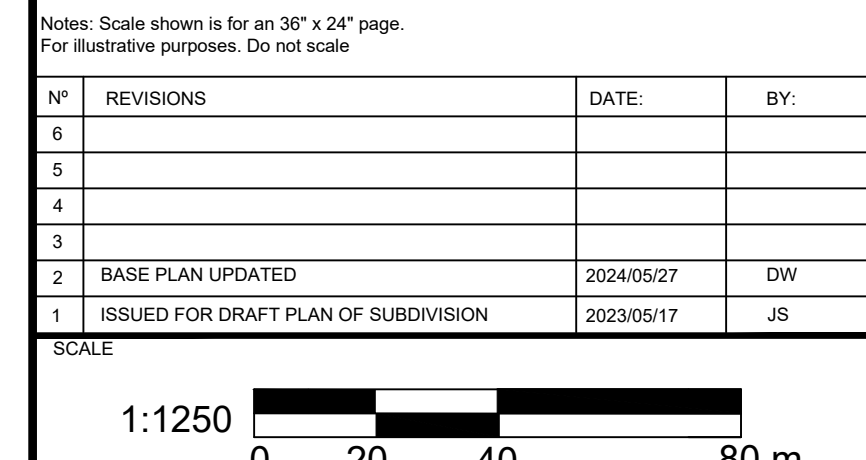 Notes: Scale shown is for an 36" x 24" page.
For illustrative purposes. Do not scale
Nº REVISIONS DATE: BY:
6
5
4
3
2 BASE PLAN UPDATED 2024/05/27 DW
1 ISSUED FOR DRAFT PLAN OF SUBDIVISION 2023/05/17 JS
SCALE
1:1250
0 20 40 80 m